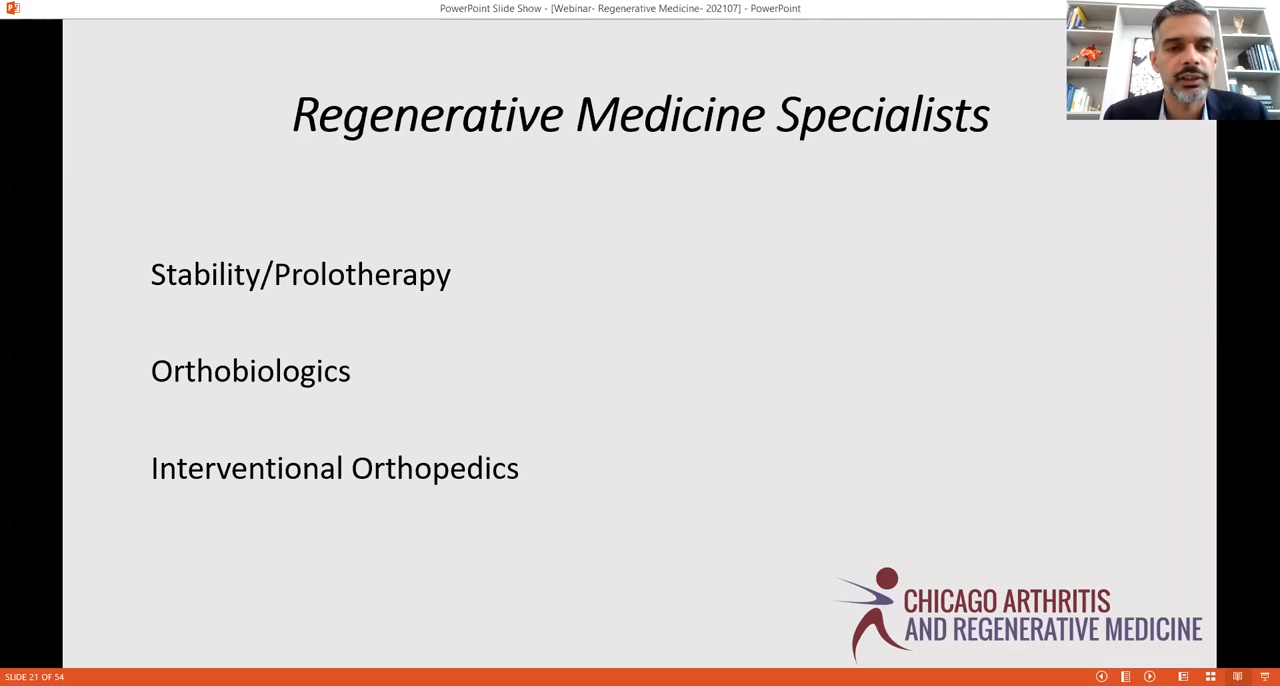 PowerPoint Slide Show - [Webinar- Regenerative Medicine- 202107] - PowerPoint
Regenerative Medicine Specialists
Stability/Prolotherapy
Orthobiologics
Interventional Orthopedics
CHICAGO ARTHRITIS
AND REGENERATIVE MEDICINE
SLIDE 21 OF 54